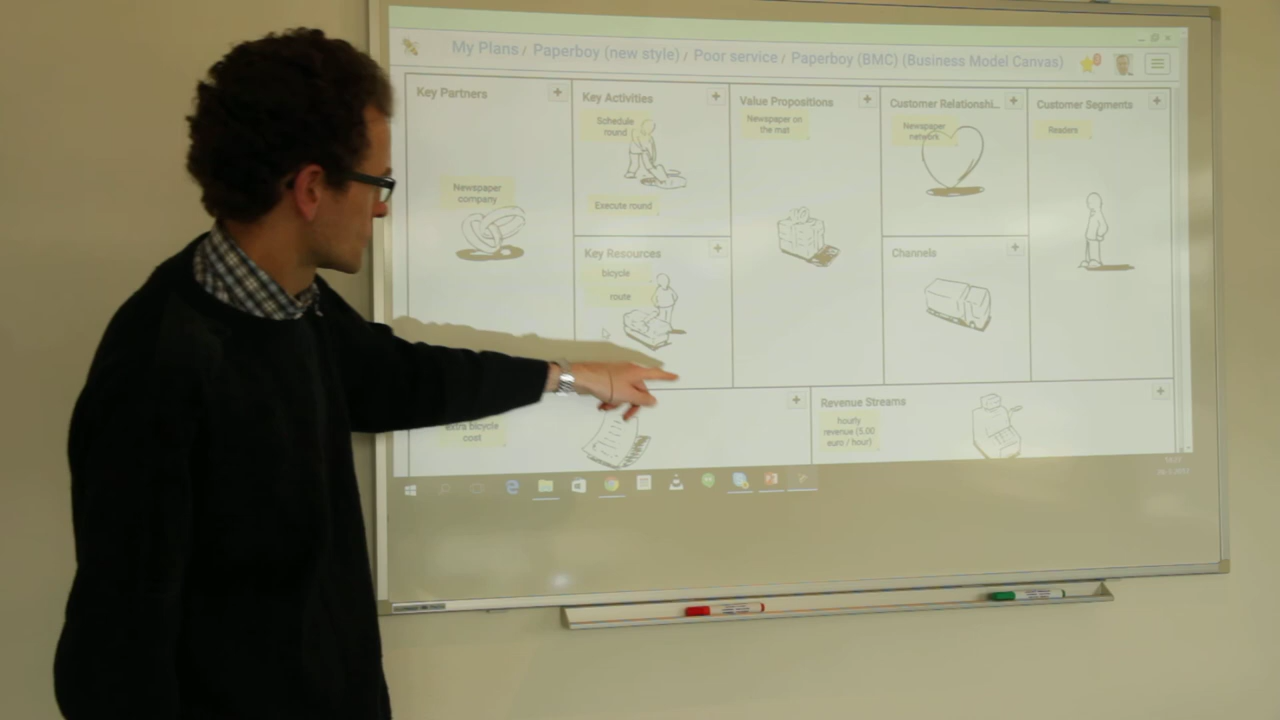 My Plans / Paperboy (new style) / Poor service / Paperboy (BMC) (Business Model Canvas)
Key Partners
Newspaper
company
Key Activities
Schedule
round
Execute round
Key Resources
bicycle
route
Value Propositions
Newspaper on
the mat
Customer Relationshi...
Newspaper
network
Channels
Customer Segments
Readers
extra bicycle
cost
Revenue Streams
hourly
revenue (5.00
euro / hour)